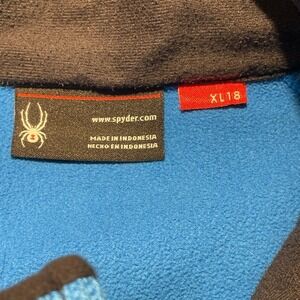 www.spyder.com
MADE IN INDONESIA
HECHO EN INDONESIA
XL18